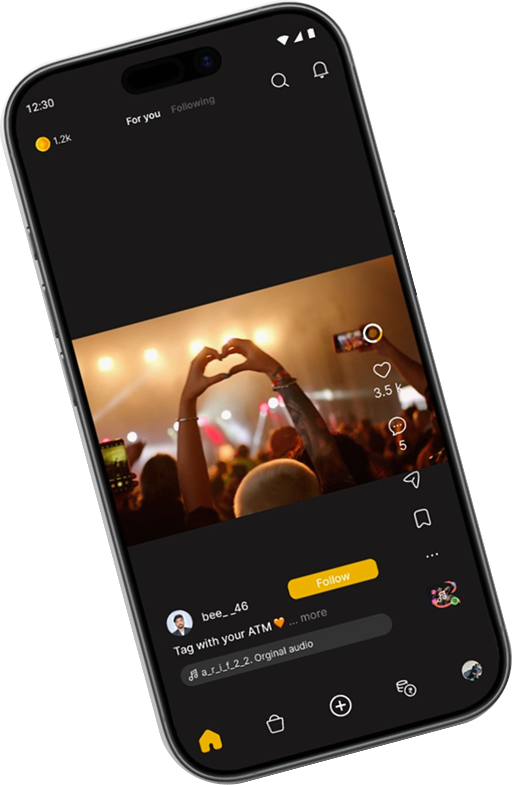 12:30
For you Following
1.2k
3.5 k
5
Follow
bee__46
Tag with your ATM 🧡 ... more
a_r_i_f_2_2. Orginal audio